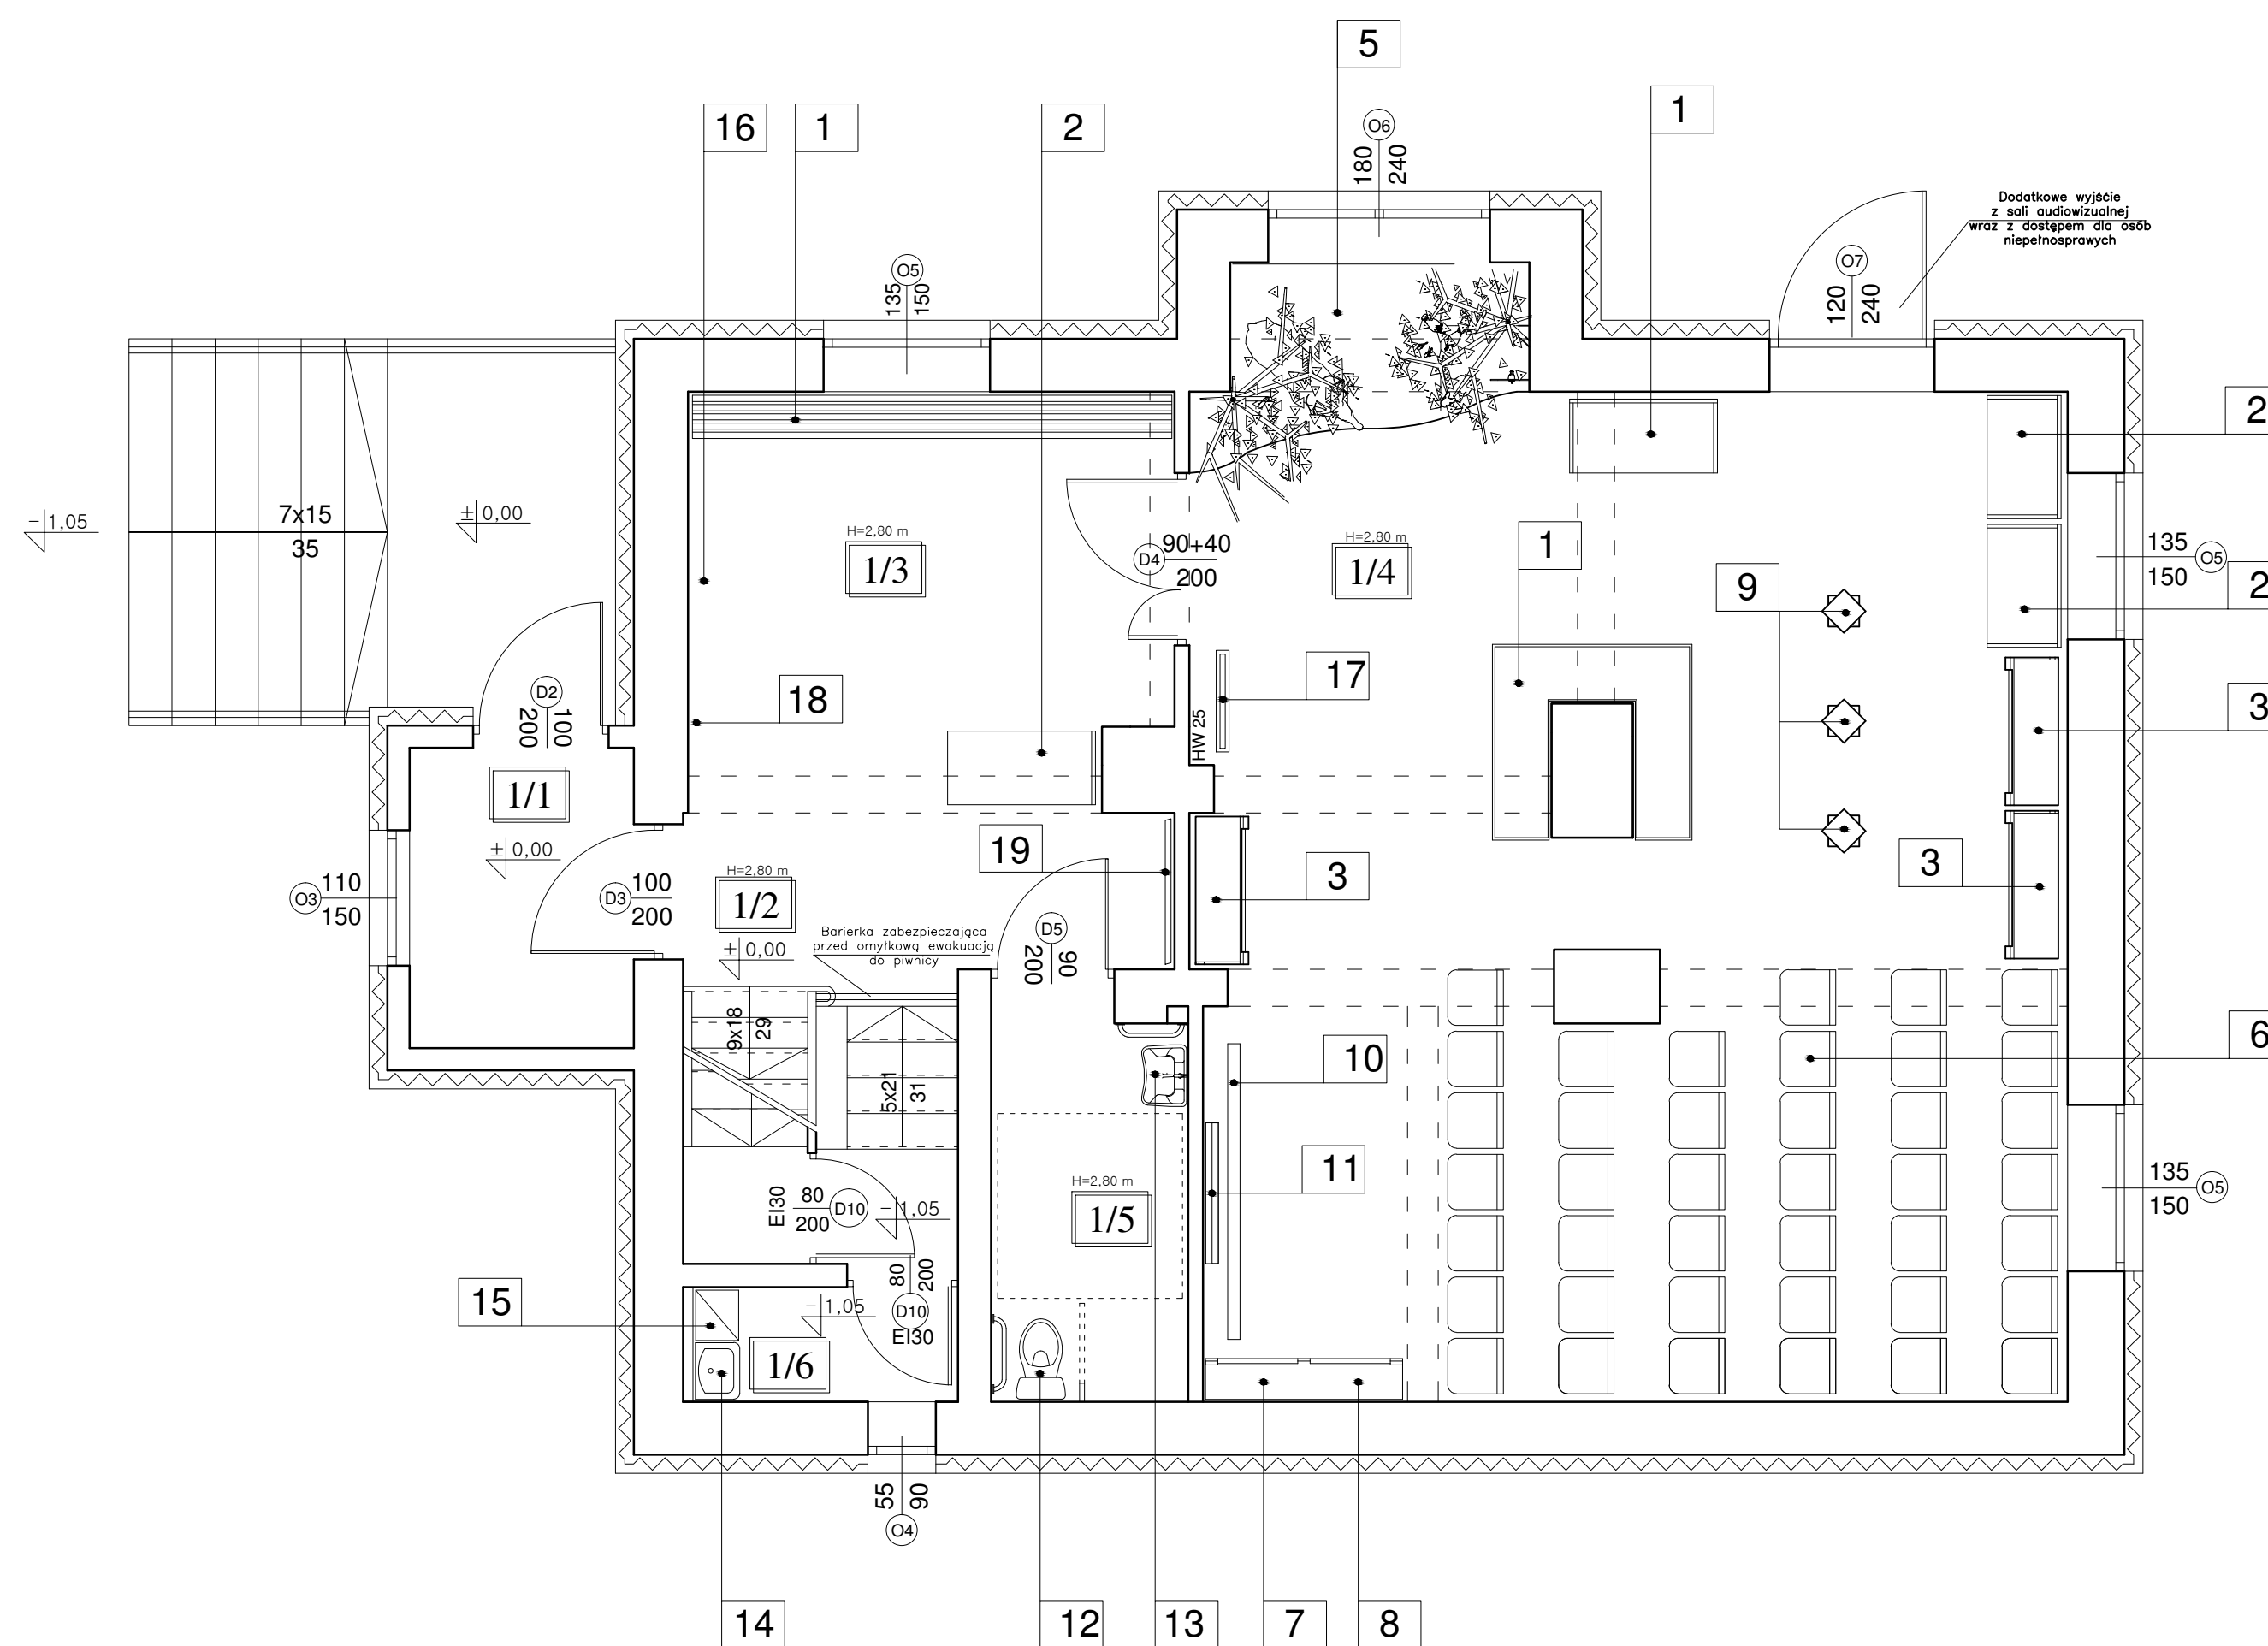 5
16
1
2
1
O6
180
240
Dodatkowe wyjście
z sali audiowizualnej
wraz z dostępem dla osób
niepełnosprawych
O5
135
150
O7
120
240
2
7x15
35
-1,05
±0,00
H=2,80 m
1/3
D4
90+40
200
H=2,80 m
1/4
1
9
135
150
O5
2
D2
100
200
18
17
HW 25
3
1/1
±0,00
19
3
3
O3
110
150
D3
100
200
H=2,80 m
1/2
±0,00
Barierka zabezpieczająca
przed omyłkową ewakuacją
do piwnicy
D5
90
200
9x18
29
5x21
31
10
6
11
EI30
80
200
D10
-1,05
H=2,80 m
1/5
135
150
O5
80
200
D10
EI30
15
-1,05
1/6
55
90
O4
14
12
13
7
8